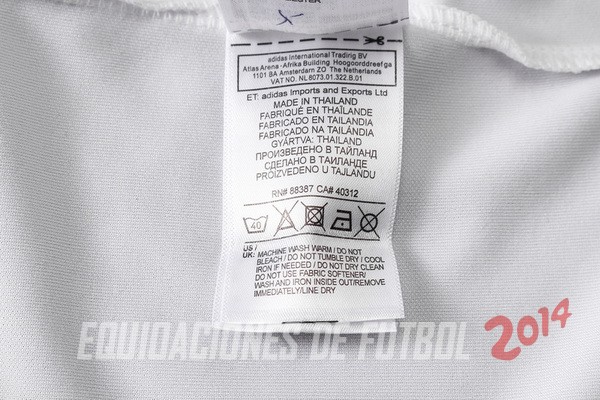 adidas International Tradirig BV
Atlas Arena -Afrika Building Hoogoorddreef ga
1101 BA Amsterdam ZO The Netherlands
VAT NO. NL8073.01.322.B.01
ET: adidas Imports and Exports Ltd
MADE IN THAILAND
FABRIQUÉ EN THAÏLANDE
FABRICADO EN TAILANDIA
FABRICADO NA TAILÂNDIA
GYÁRTVA: THAILAND
ПРОИЗВЕДЕНО В ТАЙЛАНД
СДЕЛАНО В ТАИЛАНДЕ
PROIZVEDENO U TAJLANDU
RN# 88387 CA# 40312
40
US / UK: MACHINE WASH WARM / DO NOT
BLEACH / DO NOT TUMBLE DRY / COOL
IRON IF NEEDED / DO NOT DRY CLEAN
DO NOT USE FABRIC SOFTENER/
WASH AND IRON INSIDE OUT/REMOVE
IMMEDIATELY/LINE DRY
EQUIDACIONES DE FUTBOL 2014